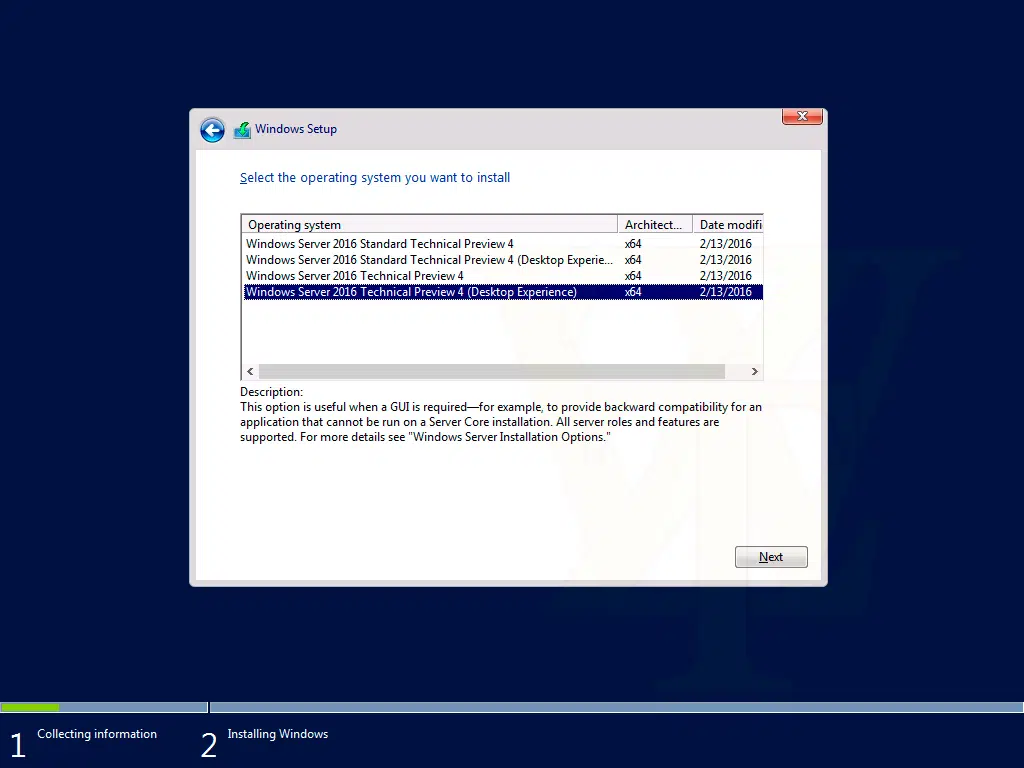 Windows Setup
Select the operating system you want to install
Operating system Architect... Date modifi
Windows Server 2016 Standard Technical Preview 4 x64 2/13/2016
Windows Server 2016 Standard Technical Preview 4 (Desktop Experie... x64 2/13/2016
Windows Server 2016 Technical Preview 4 x64 2/13/2016
Windows Server 2016 Technical Preview 4 (Desktop Experience) x64 2/13/2016
Description:
This option is useful when a GUI is required—for example, to provide backward compatibility for an
application that cannot be run on a Server Core installation. All server roles and features are
supported. For more details see "Windows Server Installation Options."
Next
1 Collecting information 2 Installing Windows